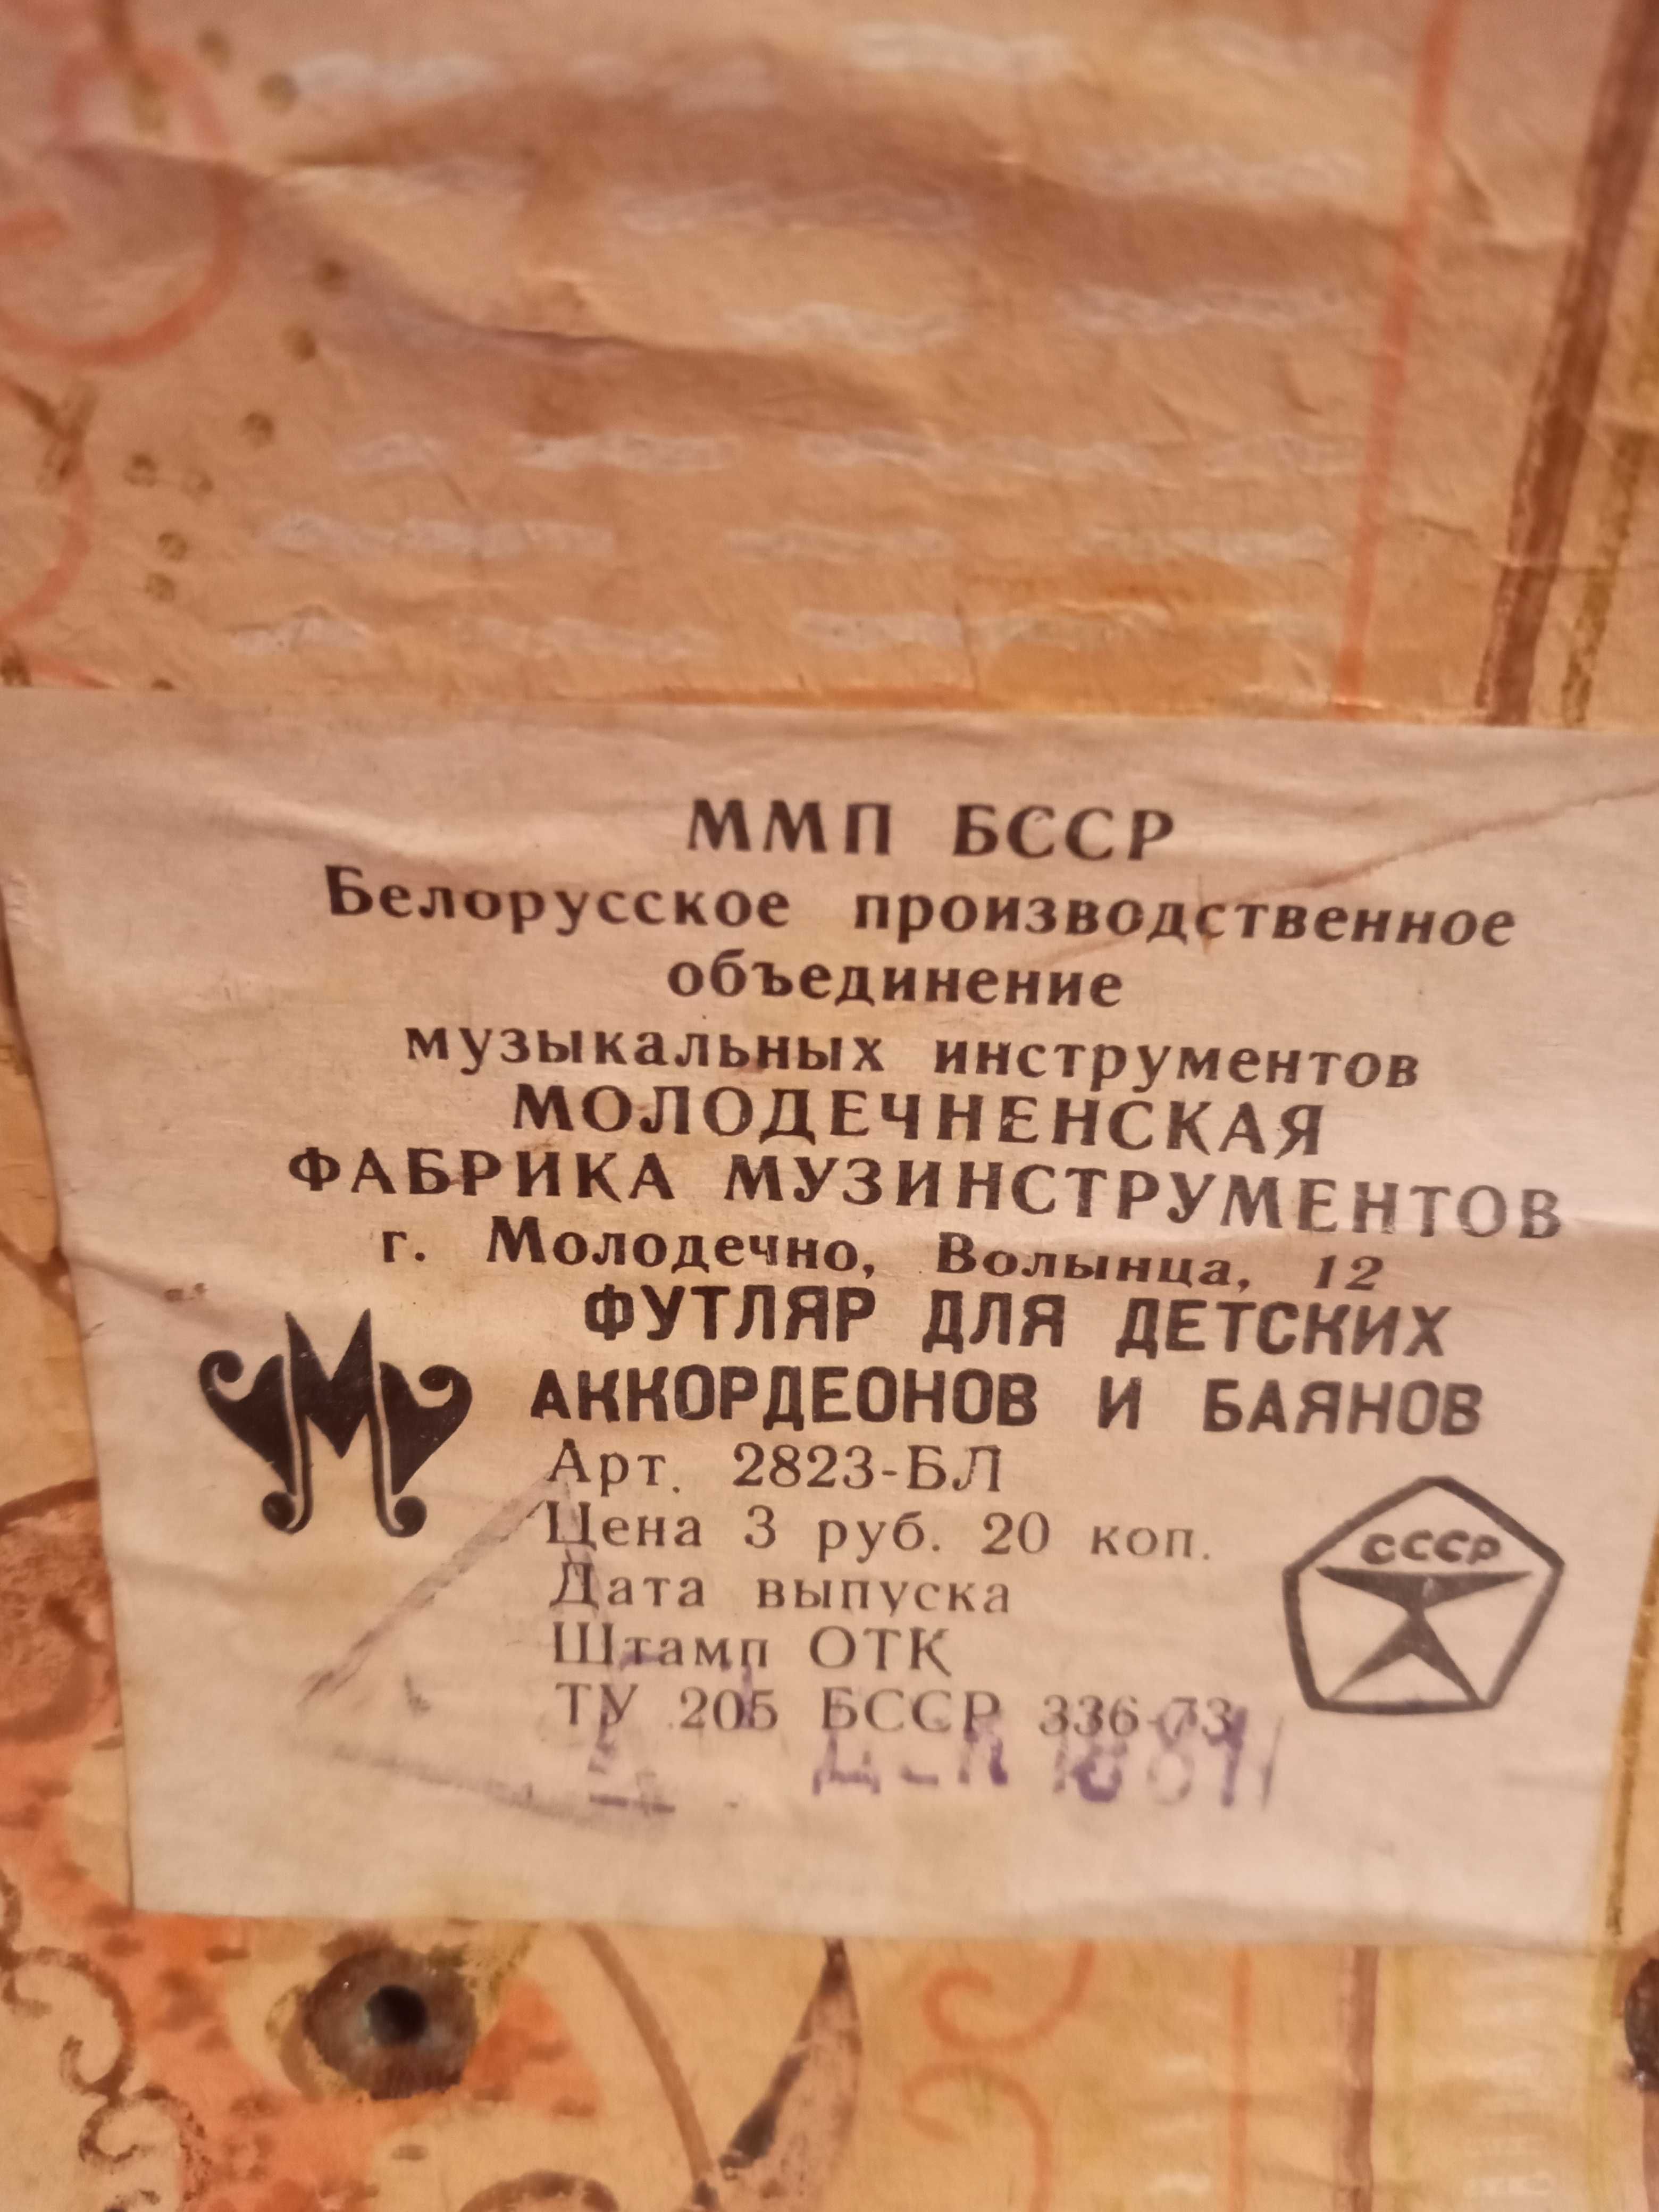 ММП БССР
Белорусское производственное
объединение
музыкальных инструментов
МОЛОДЕЧНЕНСКАЯ
ФАБРИКА МУЗИНСТРУМЕНТОВ
г. Молодечно, Волынца, 12
ФУТЛЯР ДЛЯ ДЕТСКИХ
АККОРДЕОНОВ И БАЯНОВ
М
Арт. 2823-БЛ
Цена 3 руб. 20 коп.
СССР
Дата выпуска
Штамп ОТК
ТУ 205 БССР 336-73